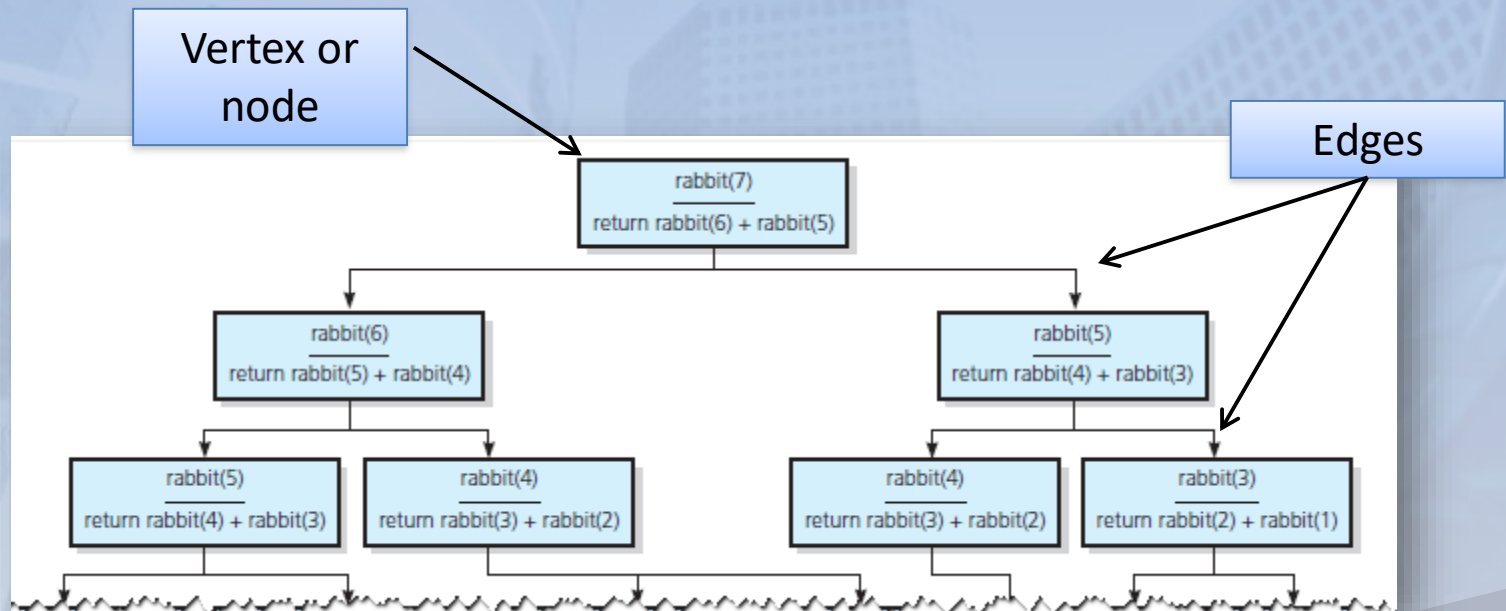 Vertex or
node
Edges
rabbit(7)
return rabbit(6) + rabbit(5)
rabbit(6)
return rabbit(5) + rabbit(4)
rabbit(5)
return rabbit(4) + rabbit(3)
rabbit(5)
return rabbit(4) + rabbit(3)
rabbit(4)
return rabbit(3) + rabbit(2)
rabbit(4)
return rabbit(3) + rabbit(2)
rabbit(3)
return rabbit(2) + rabbit(1)